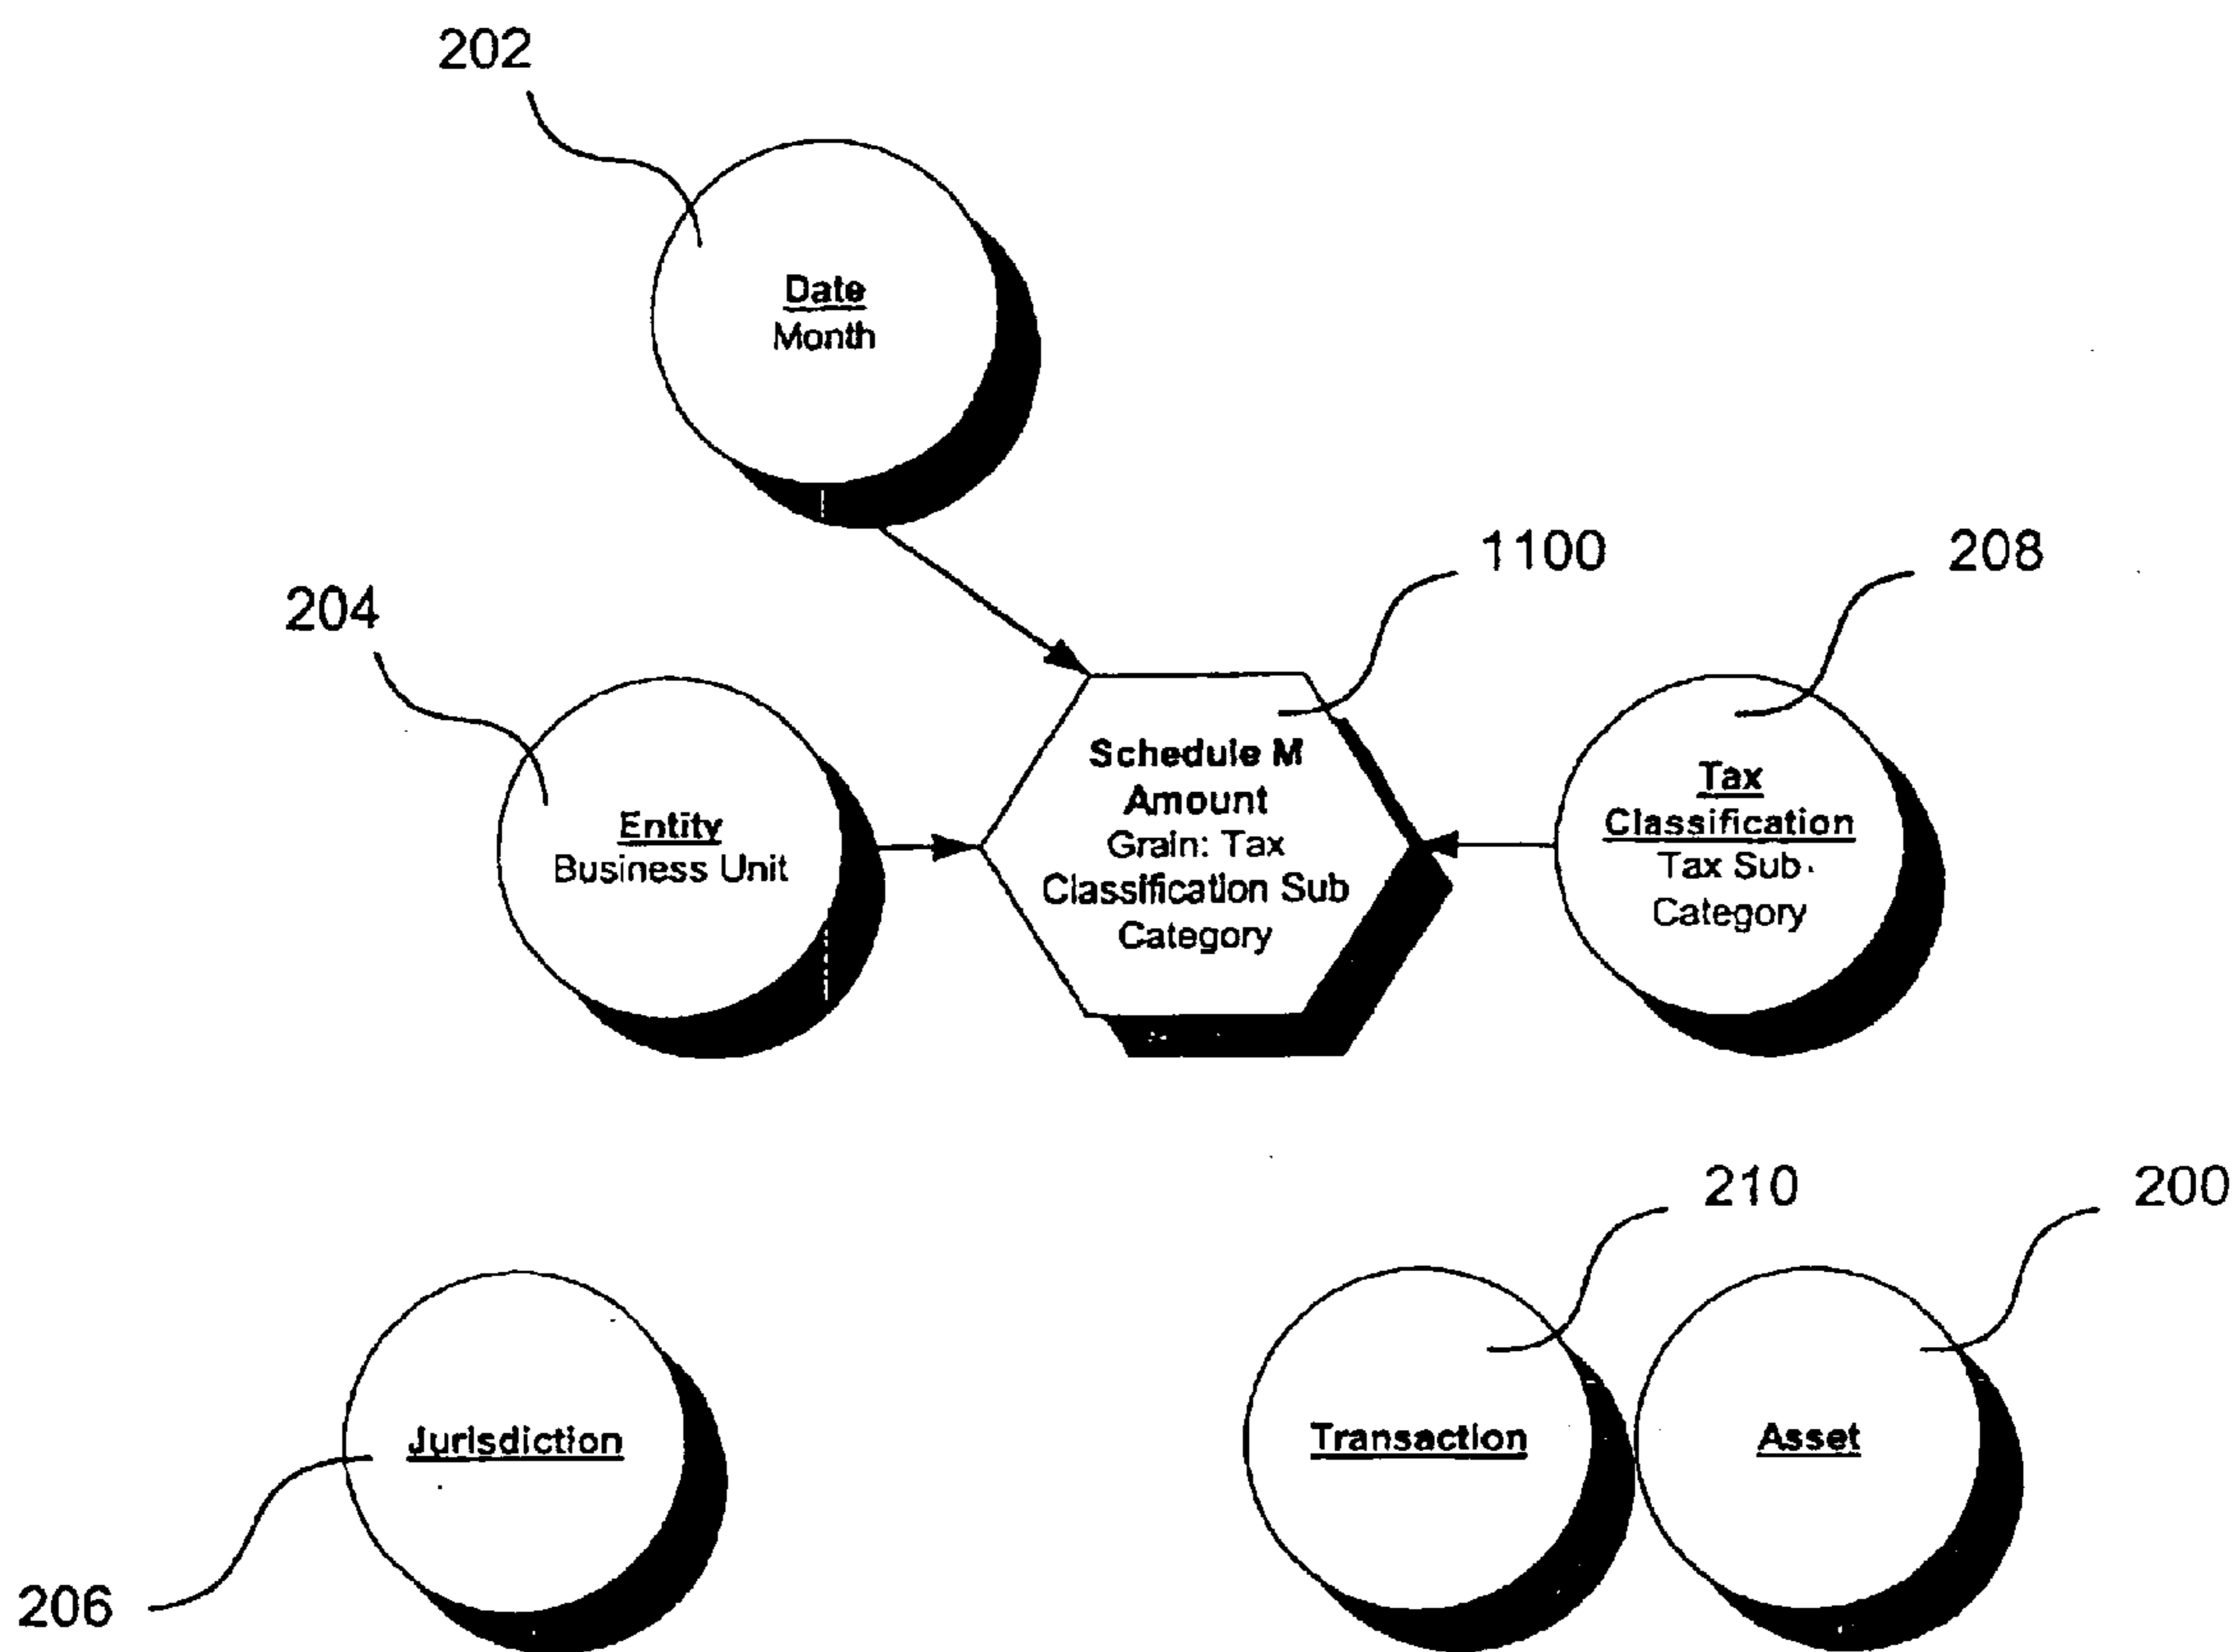 202
Date
Month
1100
208
204
Schedule M
Amount
Grain: Tax
Classification Sub
Category
Entity
Business Unit
Tax
Classification
Tax Sub
Category
210
200
Jurisdiction
Transaction
Asset
206